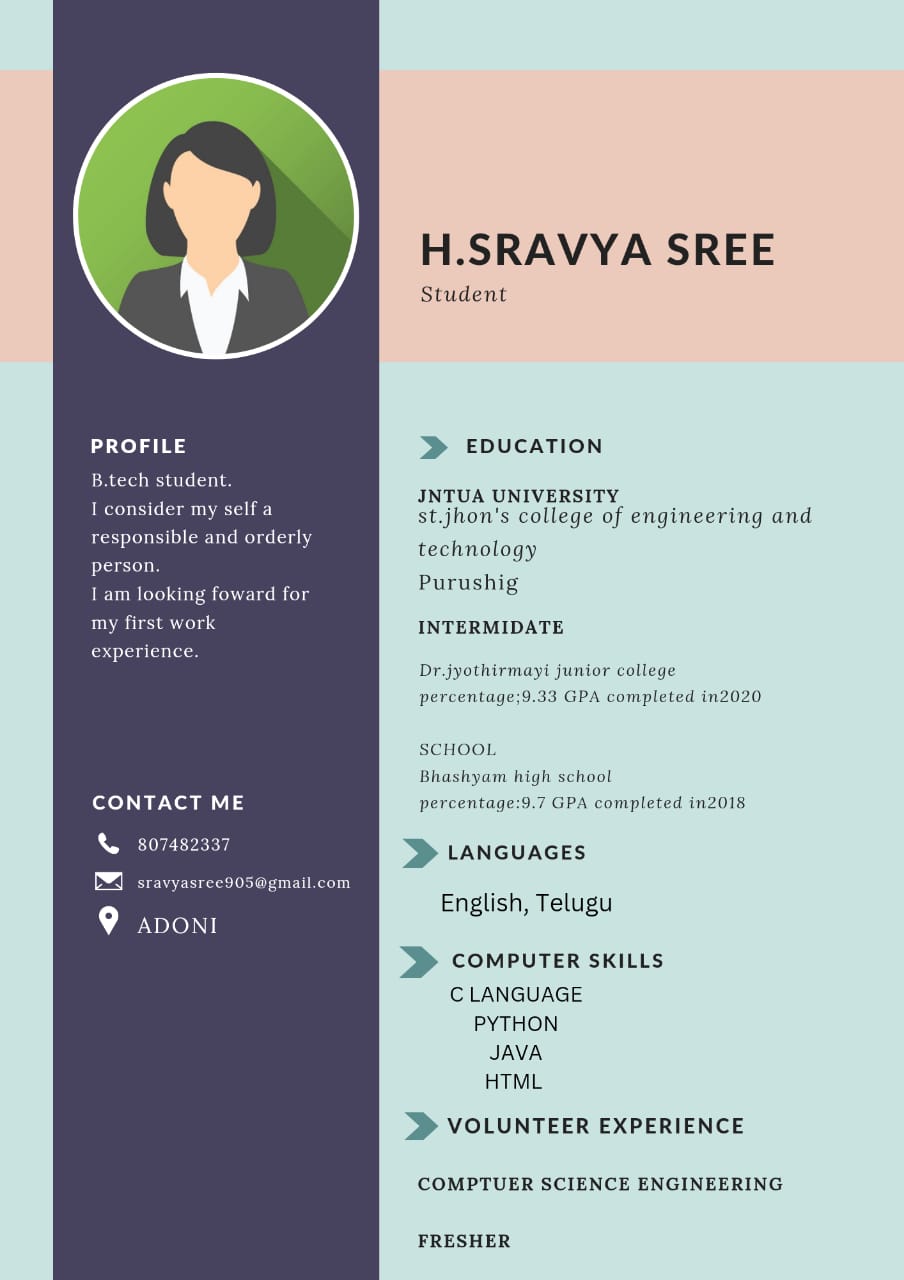 H.SRAVYA SREE
Student
PROFILE
B.tech student.
I consider my self a
responsible and orderly
person.
I am looking foward for
my first work
experience.
CONTACT ME
807482337
sravyasree905@gmail.com
ADONI
EDUCATION
JNTUA UNIVERSITY
st.jhon's college of engineering and
technology
Purushig
INTERMIDATE
Dr.jyothirmayi junior college
percentage;9.33 GPA completed in2020
SCHOOL
Bhashyam high school
percentage:9.7 GPA completed in2018
LANGUAGES
English, Telugu
COMPUTER SKILLS
C LANGUAGE
PYTHON
JAVA
HTML
VOLUNTEER EXPERIENCE
COMPTUER SCIENCE ENGINEERING
FRESHER